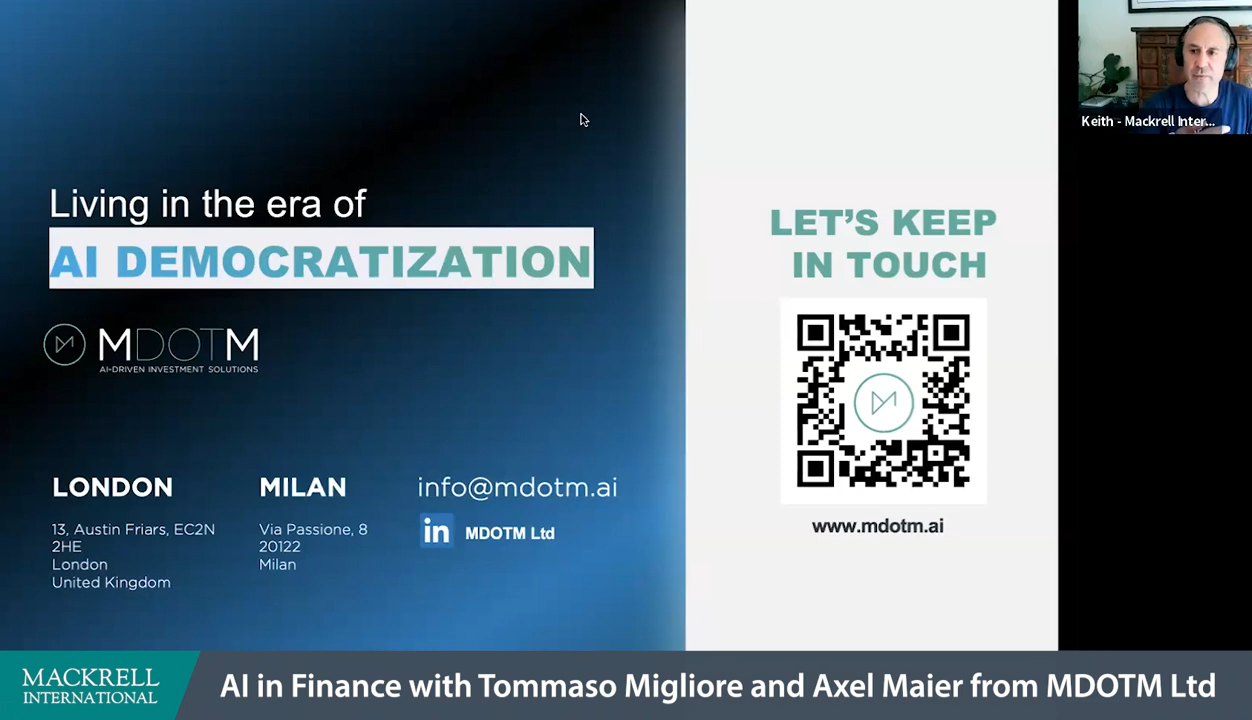 Living in the era of
AI DEMOCRATIZATION
MDOTM
AI-DRIVEN INVESTMENT SOLUTIONS
LONDON
13, Austin Friars, EC2N
2HE
London
United Kingdom
MILAN
Via Passione, 8
20122
Milan
info@mdotm.ai
in MDOTM Ltd
LET’S KEEP
IN TOUCH
www.mdotm.ai
Keith - Mackrell Inter...
MACKRELL
INTERNATIONAL
AI in Finance with Tommaso Migliore and Axel Maier from MDOTM Ltd